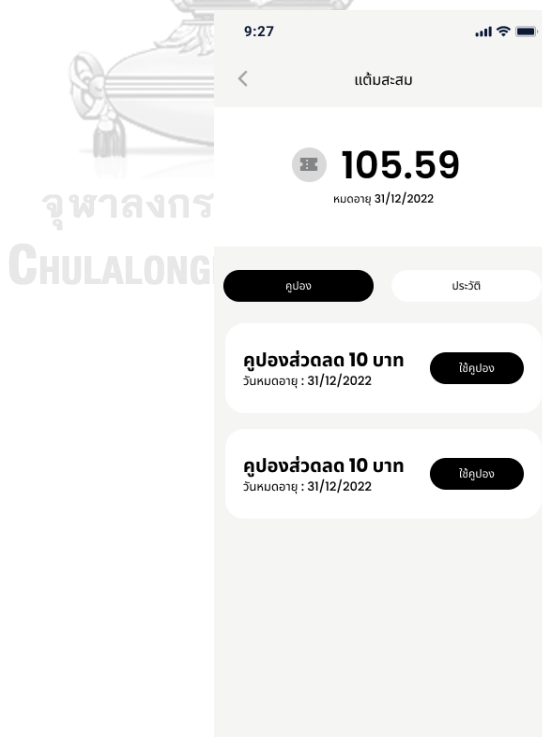 9:27
แต้มสะสม
105.59
หมดอายุ 31/12/2022
จุฬาลงกร
CHULALONG
คูปอง
ประวัติ
คูปองส่วดลด 10 บาท
วันหมดอายุ : 31/12/2022
ใช้คูปอง
คูปองส่วดลด 10 บาท
วันหมดอายุ : 31/12/2022
ใช้คูปอง